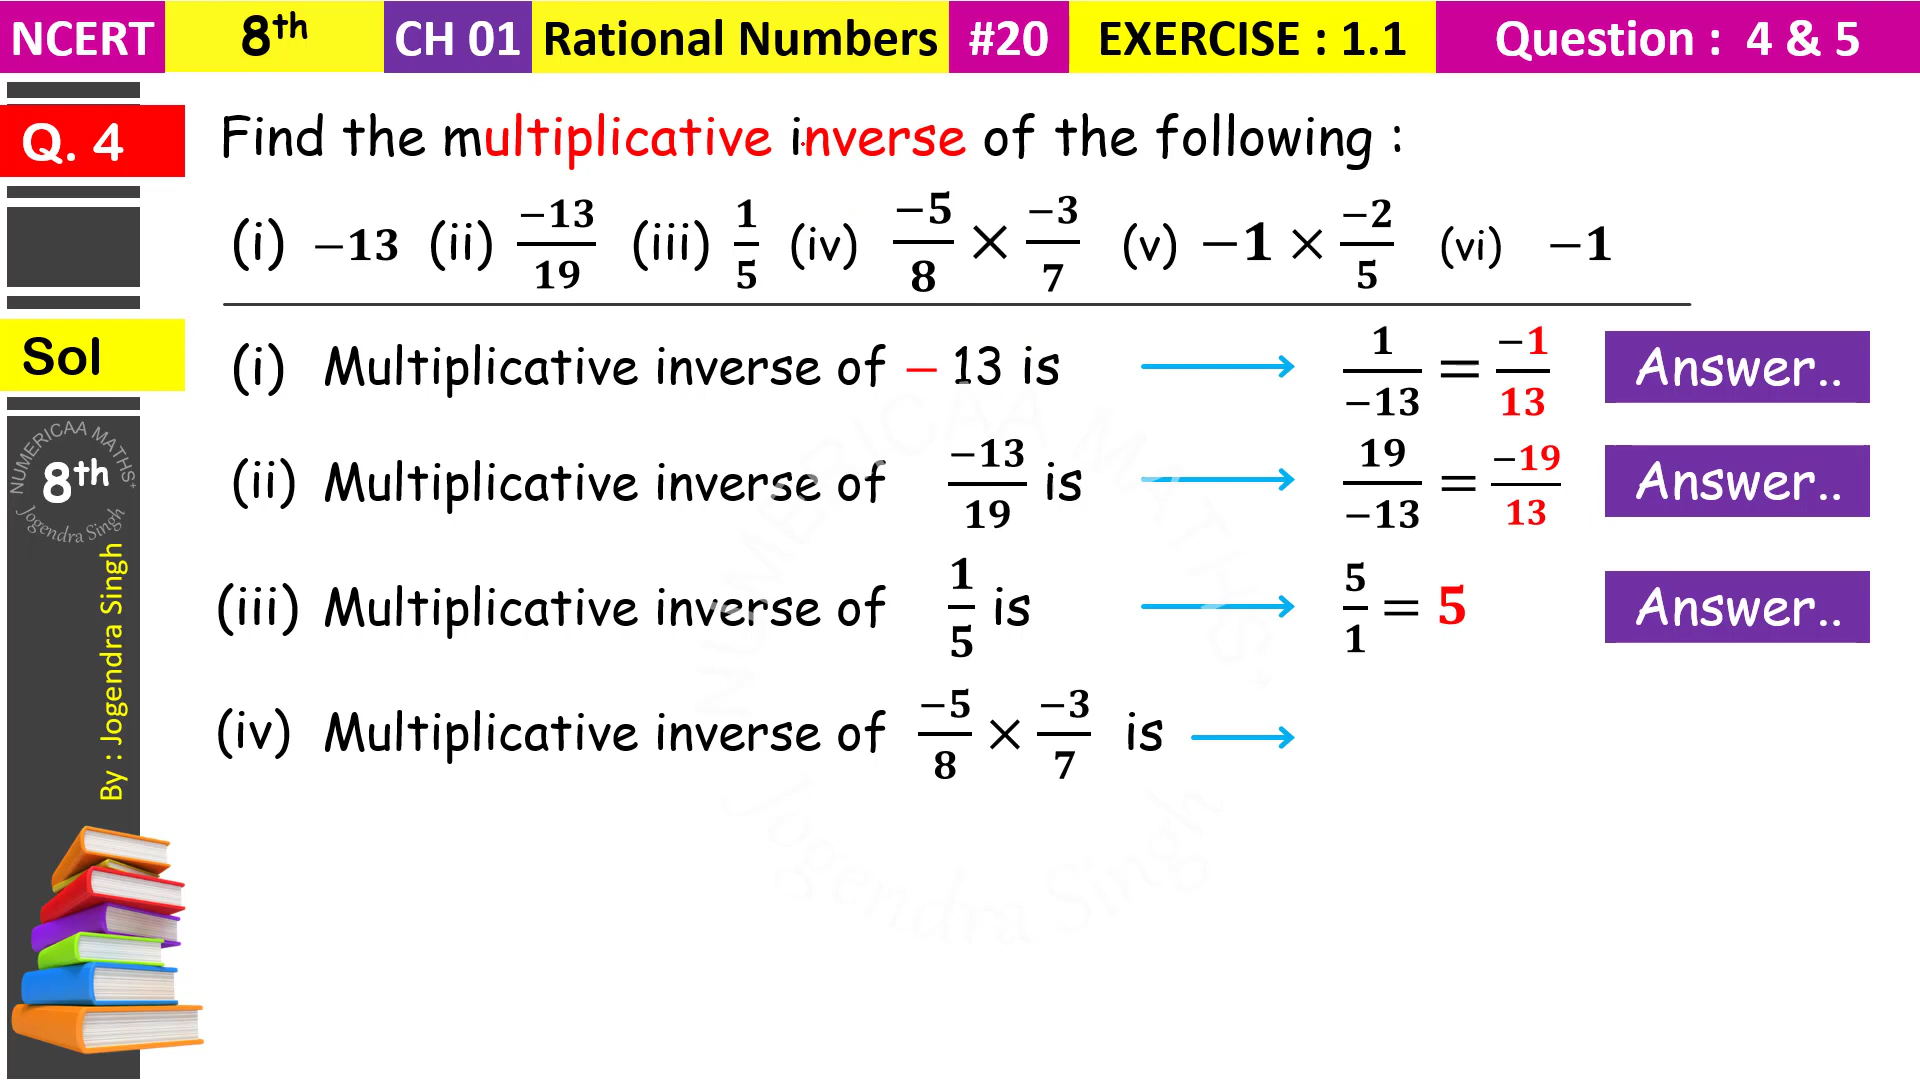 NCERT 8th CH 01 Rational Numbers #20 EXERCISE : 1.1 Question : 4 & 5
Q. 4 Find the multiplicative inverse of the following :
(i) −13 (ii) −13/19 (iii) 1/5 (iv) −5/8 × −3/7 (v) −1 × −2/5 (vi) −1
Sol (i) Multiplicative inverse of − 13 is 1/−13 = −1/13 Answer..
(ii) Multiplicative inverse of −13/19 is 19/−13 = −19/13 Answer..
(iii) Multiplicative inverse of 1/5 is 5/1 = 5 Answer..
(iv) Multiplicative inverse of −5/8 × −3/7 is
NUMERICAA MATHS+
8th
Jogendra Singh
By : Jogendra Singh
NUMERICAA MATHS+
Jogendra Singh